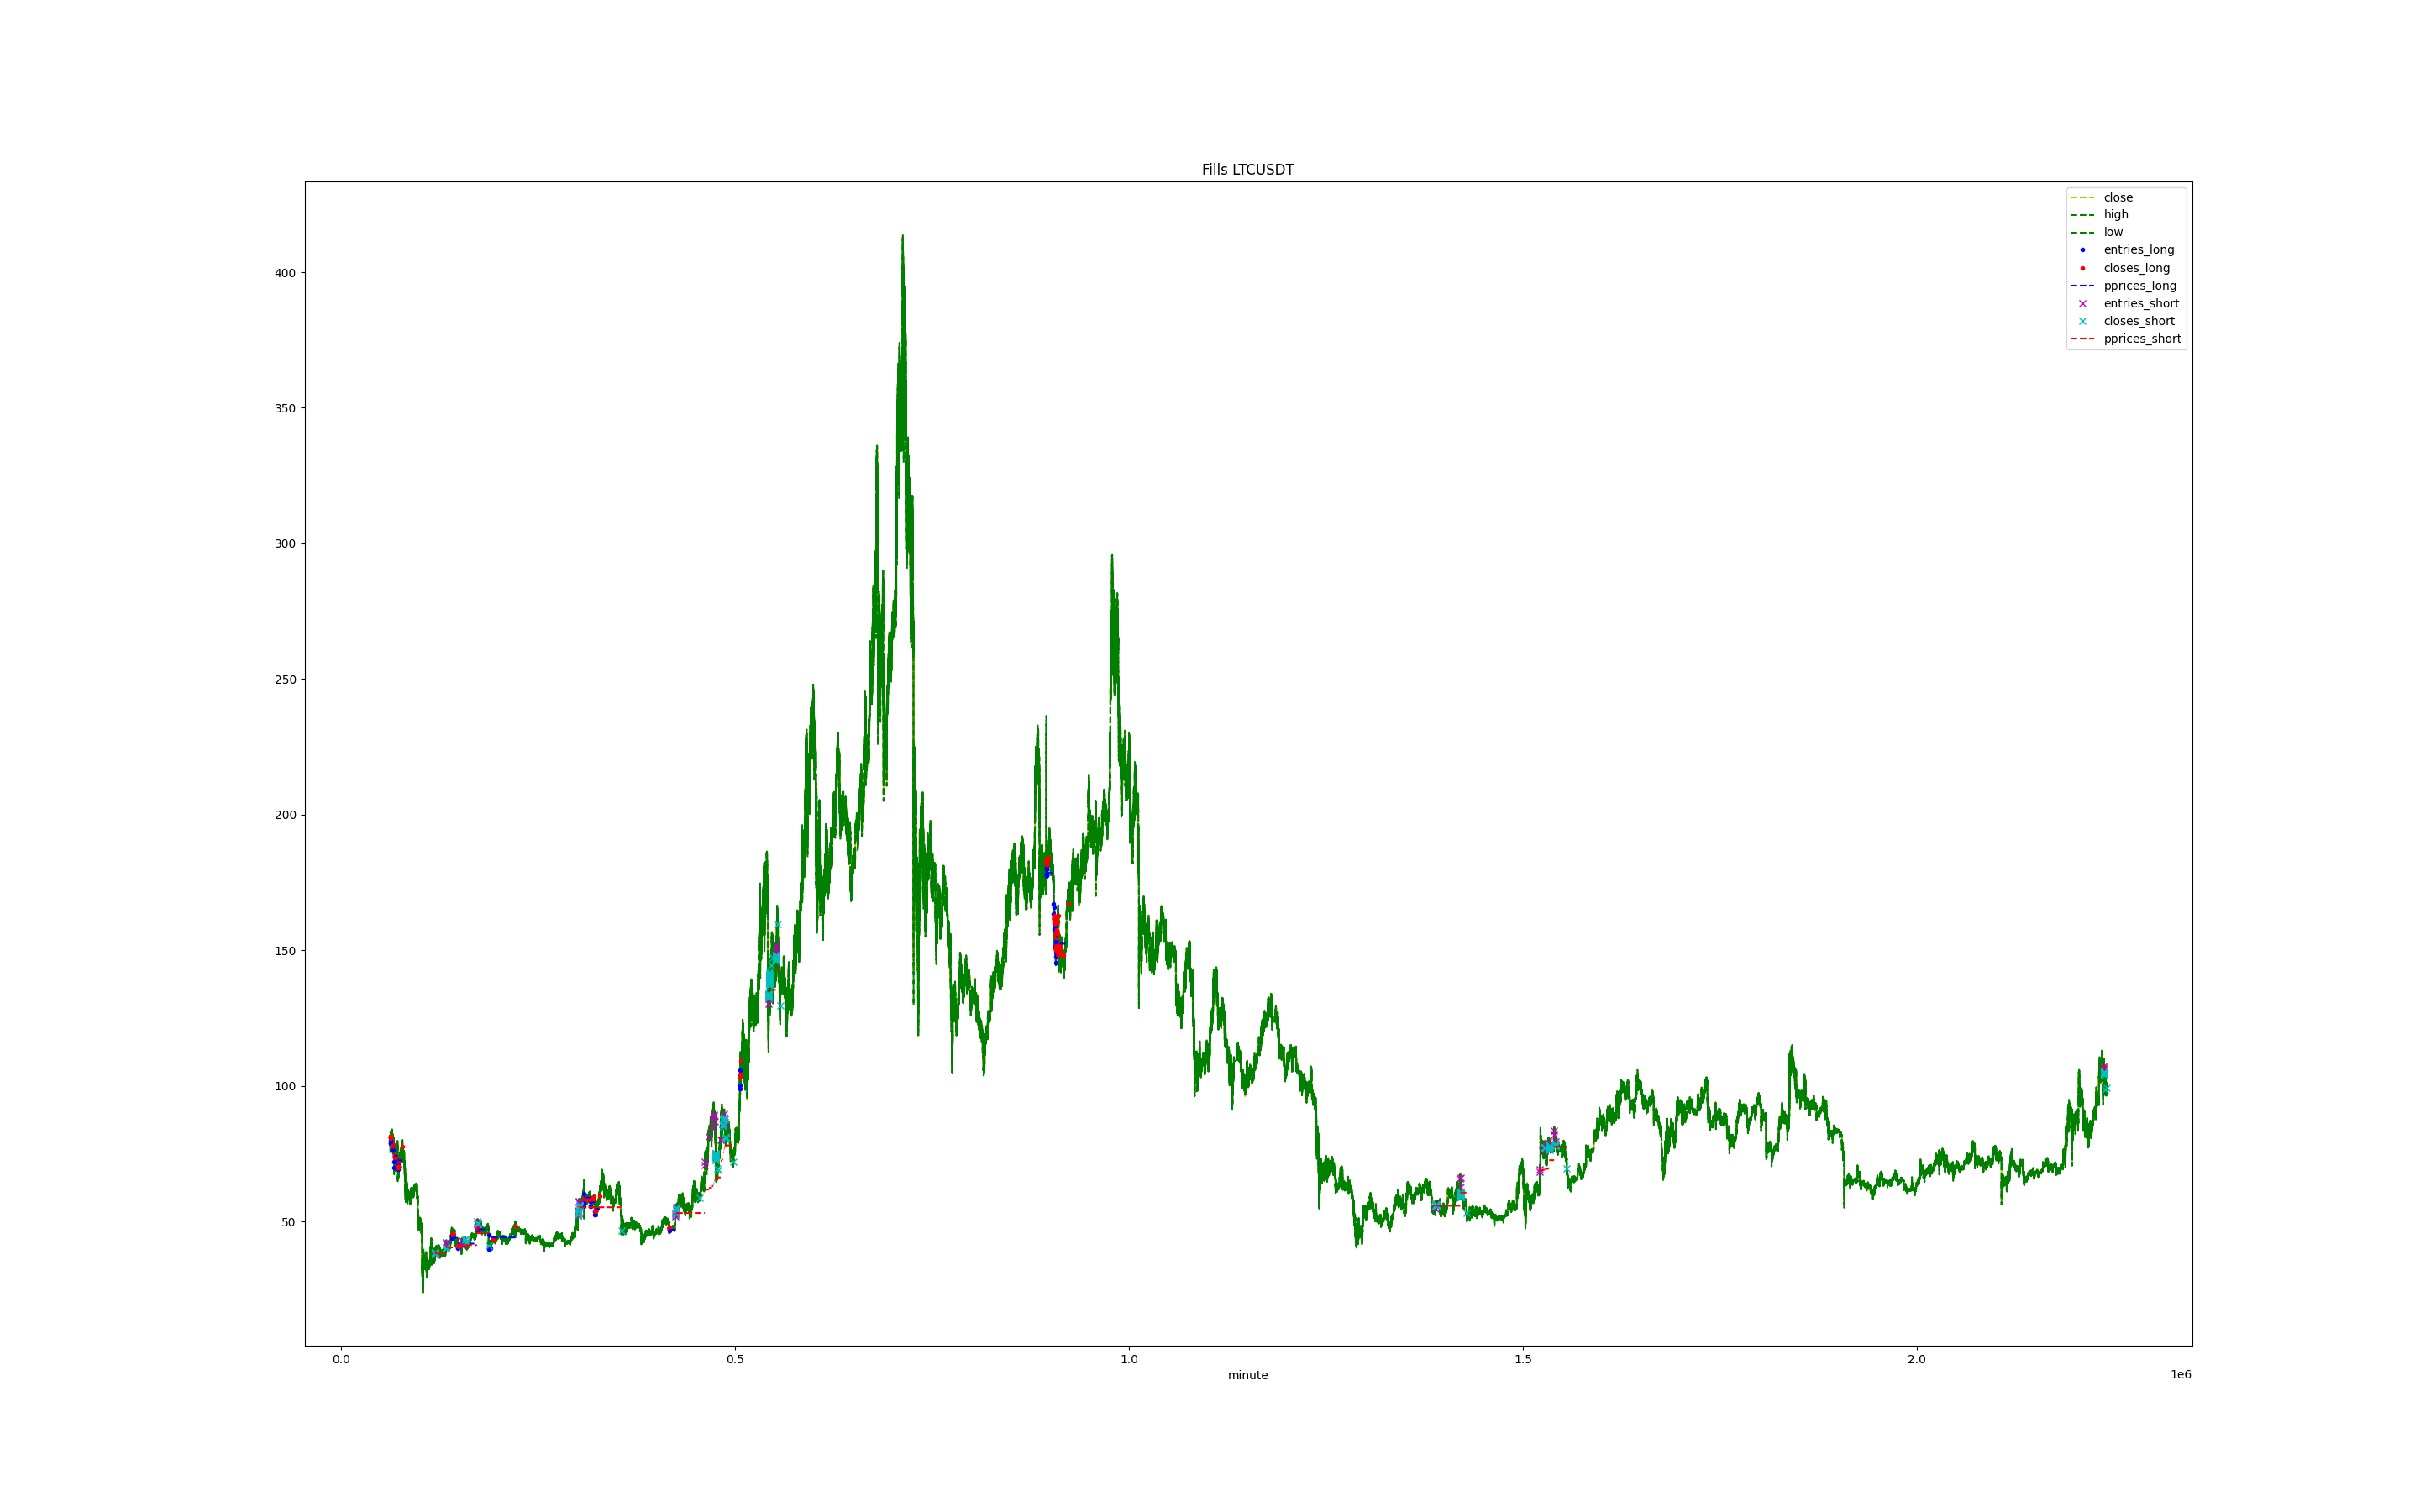 Fills LTCUSDT
close
high
low
entries_long
closes_long
pprices_long
entries_short
closes_short
pprices_short
400
350
300
250
200
150
100
50
0.0 0.5 1.0 1.5 2.0
minute 1e6